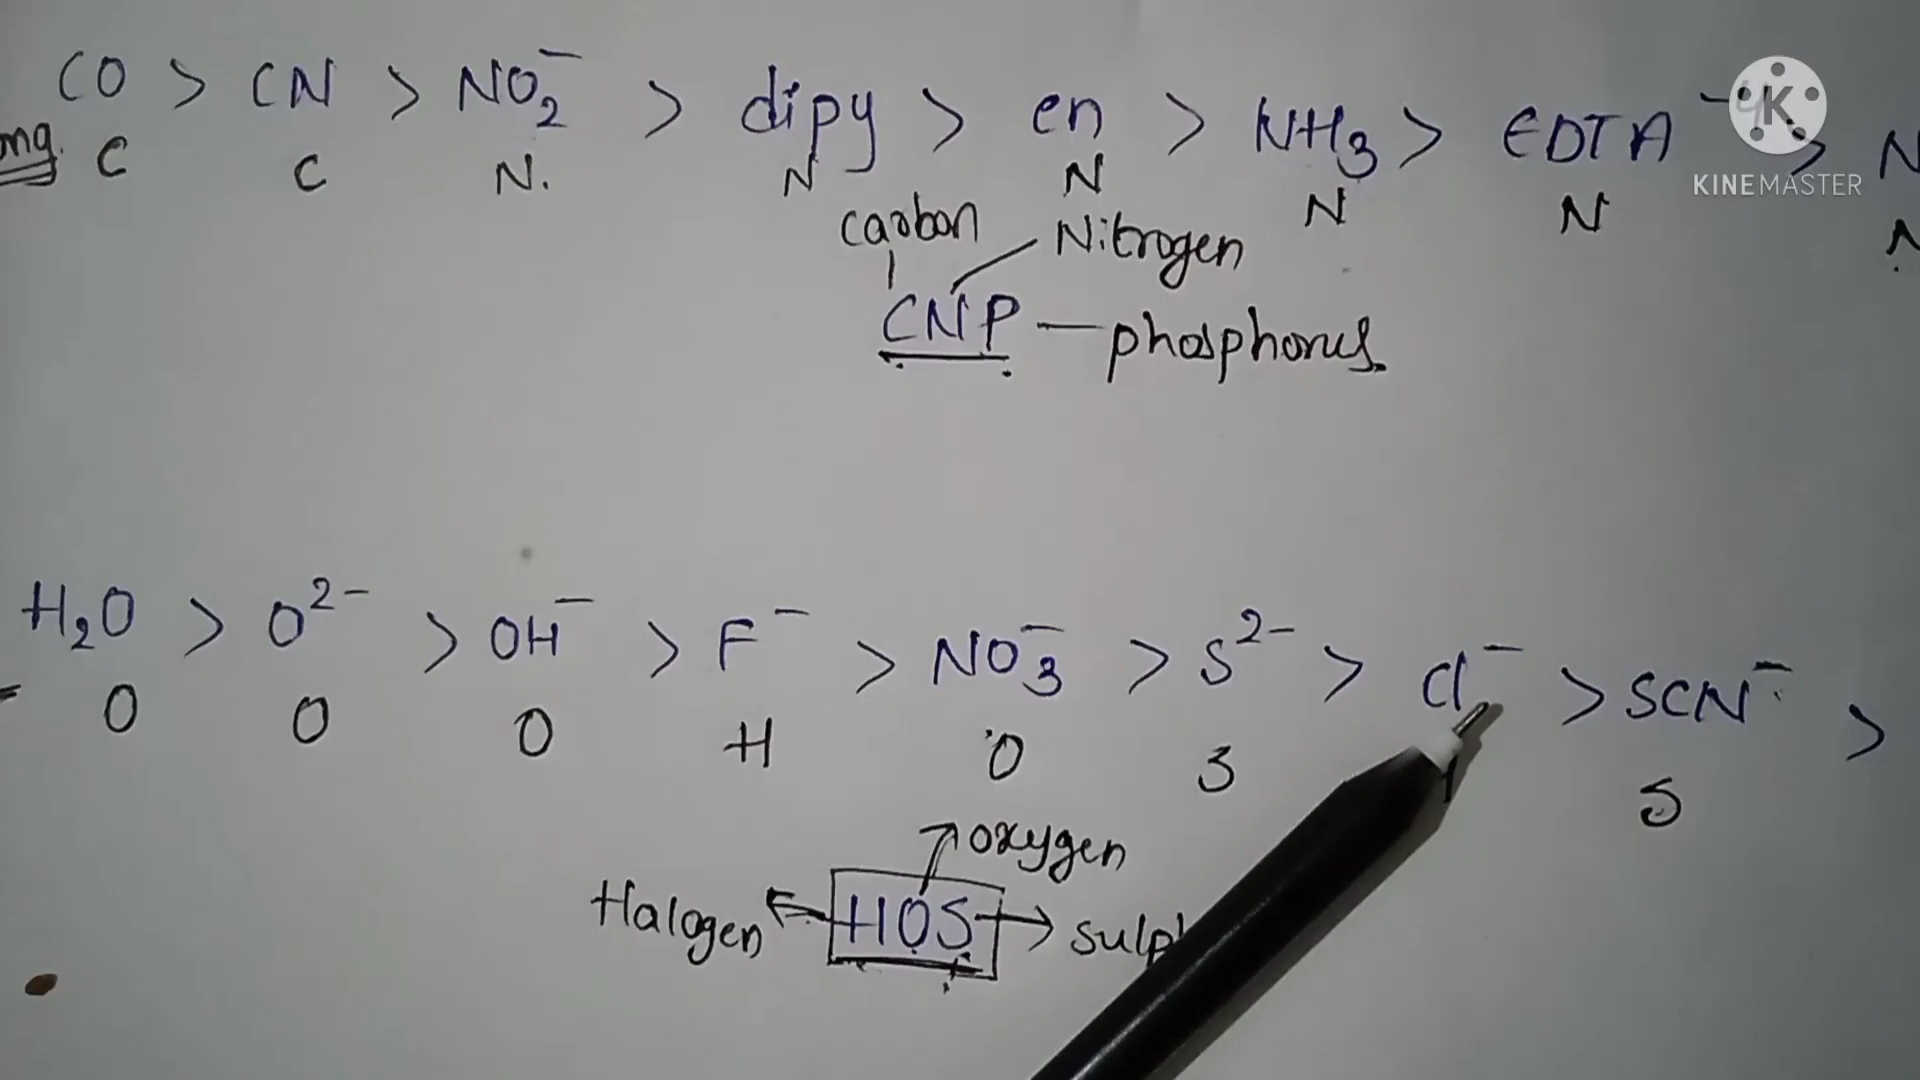 CO > CN > NO₂⁻ > dipy > en > NH₃ > EDTA > N
C C N. N N N N
carbon Nitrogen
CNP — phosphorus.
KINEMASTER
H₂O > O²⁻ > OH⁻ > F⁻ > NO₃⁻ > S²⁻ > Cl⁻ > SCN⁻ >
O O O H O S S
oxygen
Halogen HOS sulp